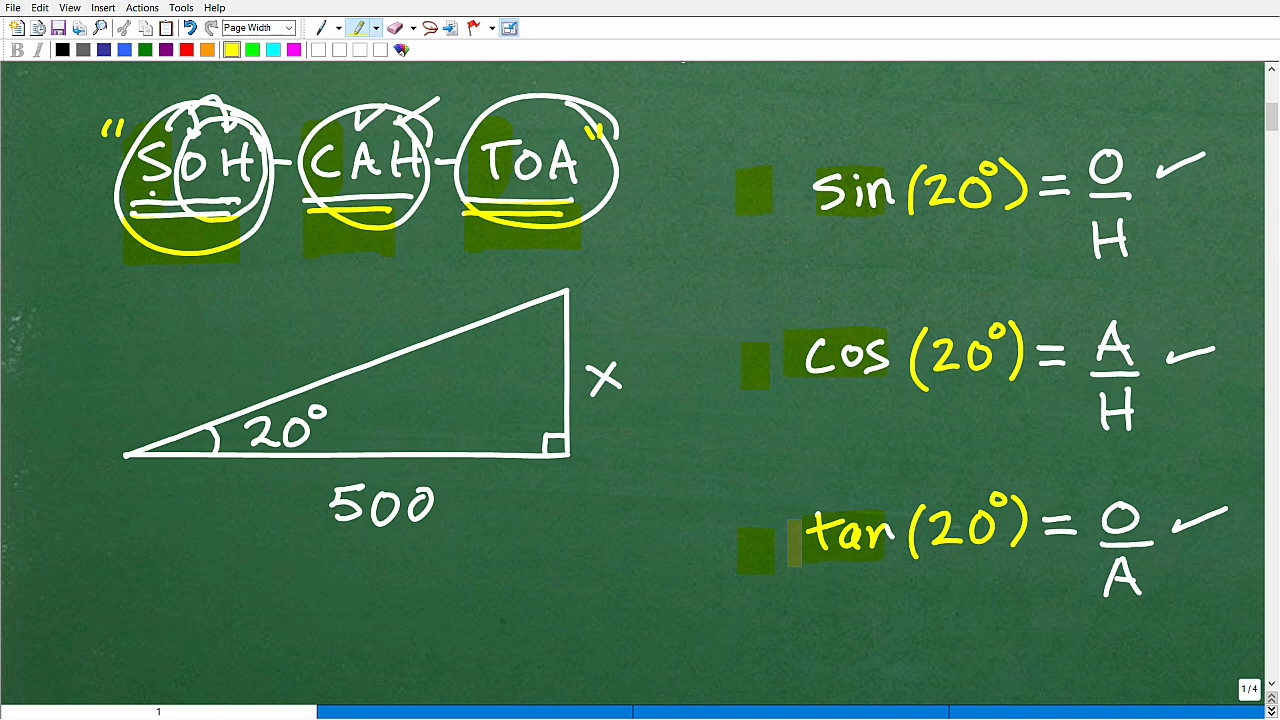 File Edit View Insert Actions Tools Help
Page Width
B I
"SOH-CAH-TOA"
sin (20°) = O/H
20°
x
500
cos (20°) = A/H
tan (20°) = O/A
1/4
1